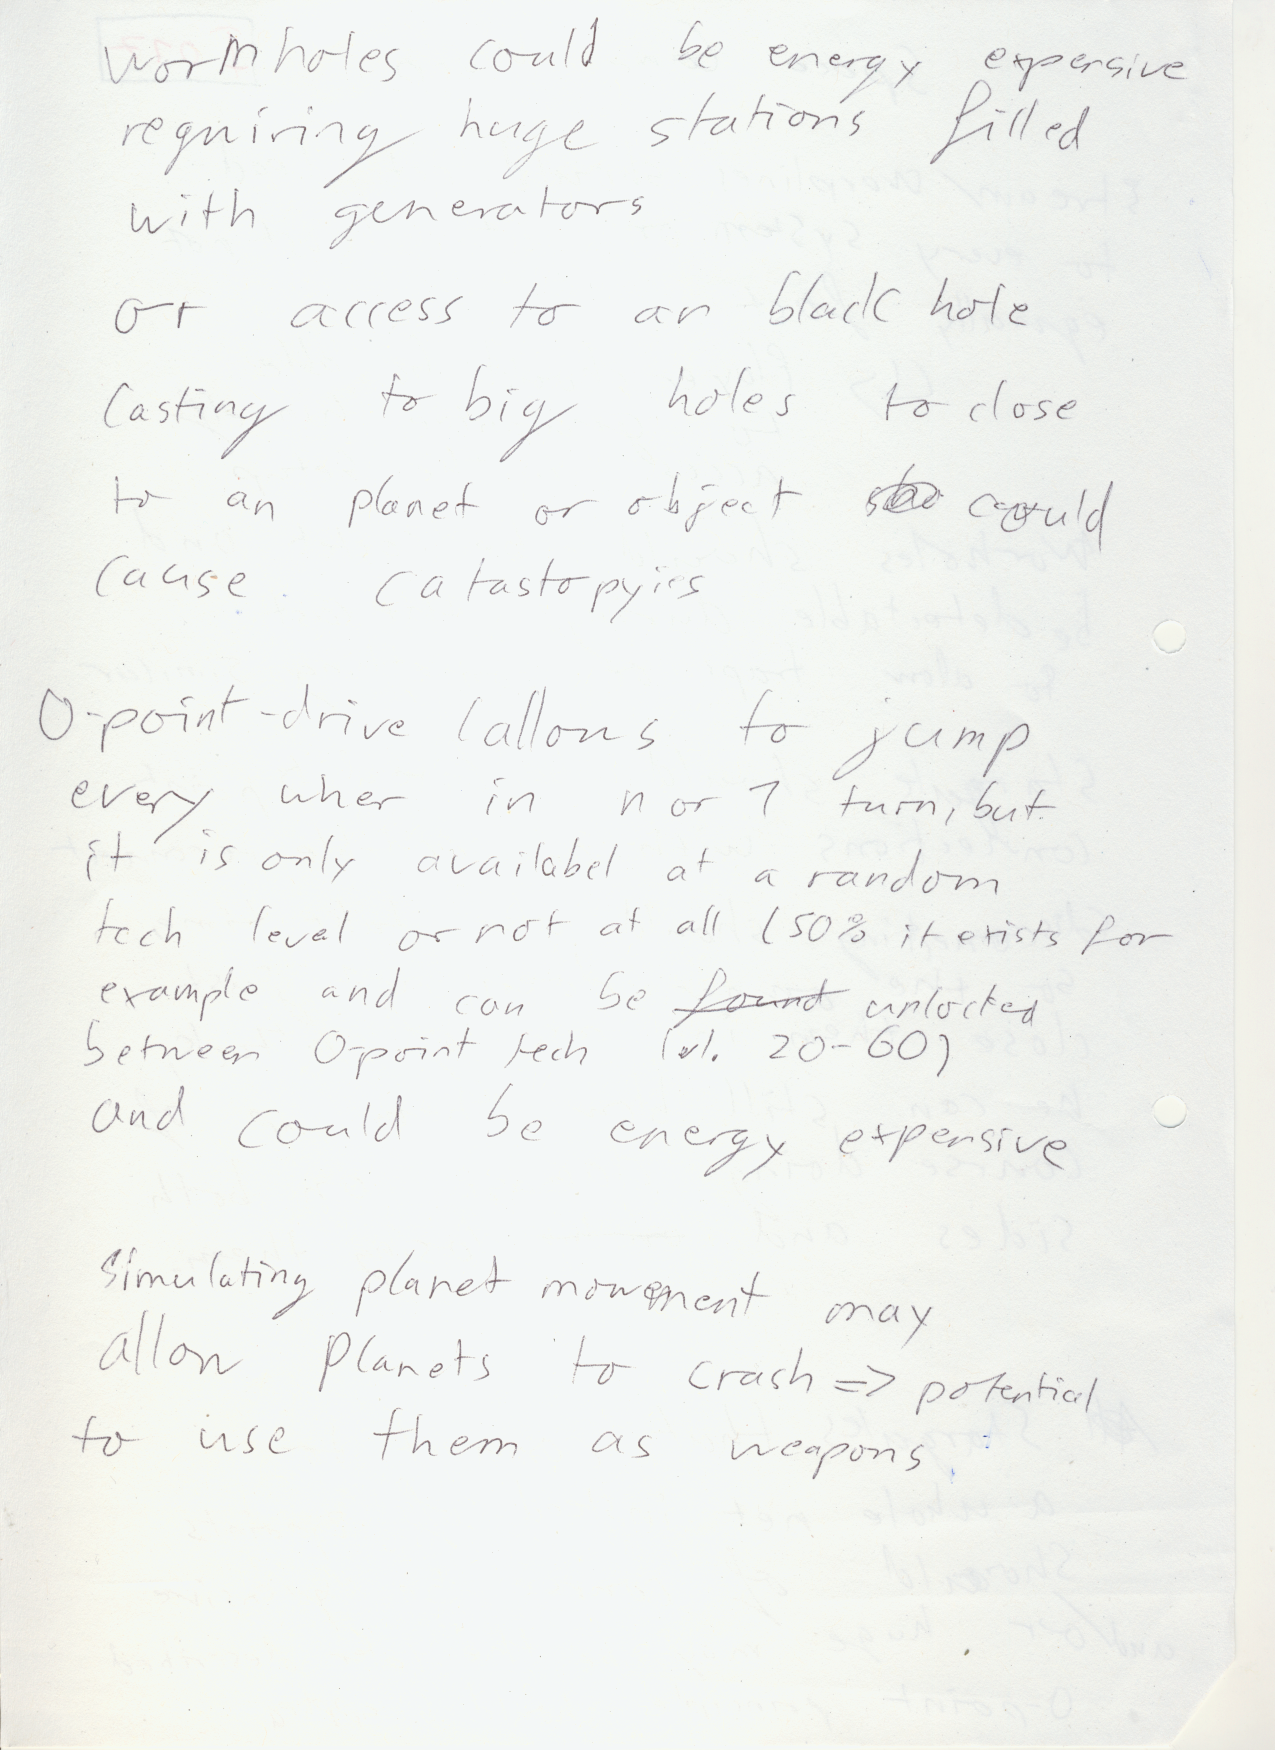 wormholes could be energy expensive
requiring huge stations filled
with generators
or access to an black hole
Casting to big holes to close
to an planet or object could
cause catastopyies
0-point-drive (allows to jump
every wher in n or 1 turn, but
it is only availabel at a random
tech level or not at all (50% it exists for
example and can be found unlocked
between 0-point tech lvl. 20-60)
and could be energy expensive
Simulating planet movement may
allow planets to crash => potential
to use them as weapons